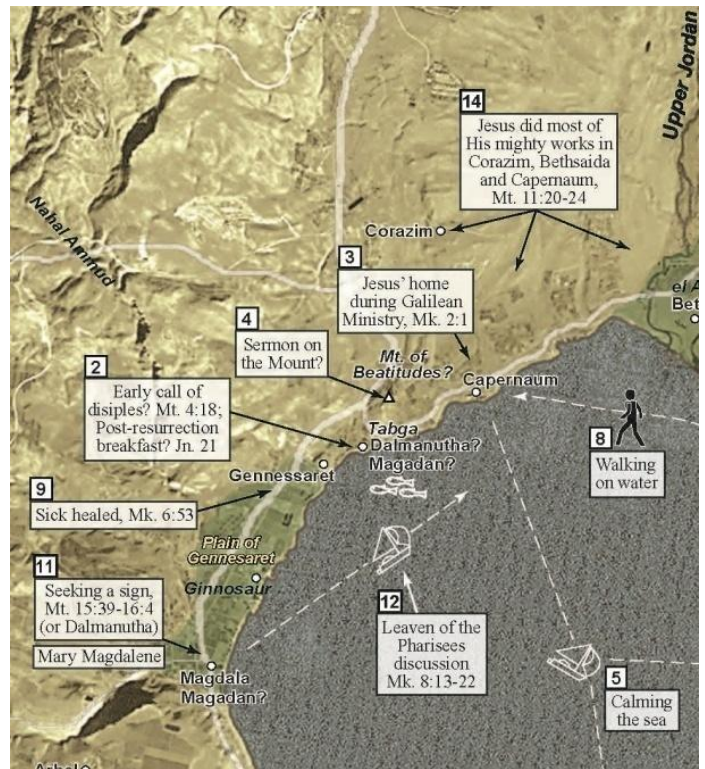 Upper Jordan
14
Jesus did most of
His mighty works in
Corazim, Bethsaida
and Capernaum,
Mt. 11:20-24
Nahal Ammud
Corazim
3
Jesus' home
during Galilean
Ministry, Mk. 2:1
el A
Bet
4
Sermon on
the Mount?
Mt. of
Beatitudes?
Capernaum
2
Early call of
disiples? Mt. 4:18;
Post-resurrection
breakfast? Jn. 21
Tabga
Dalmanutha?
Magadan?
Gennessaret
8
Walking
on water
9
Sick healed, Mk. 6:53
Plain of
Gennesaret
Ginnosaur
11
Seeking a sign,
Mt. 15:39-16:4
(or Dalmanutha)
Mary Magdalene
Magdala
Magadan?
12
Leaven of the
Pharisees
discussion
Mk. 8:13-22
5
Calming
the sea